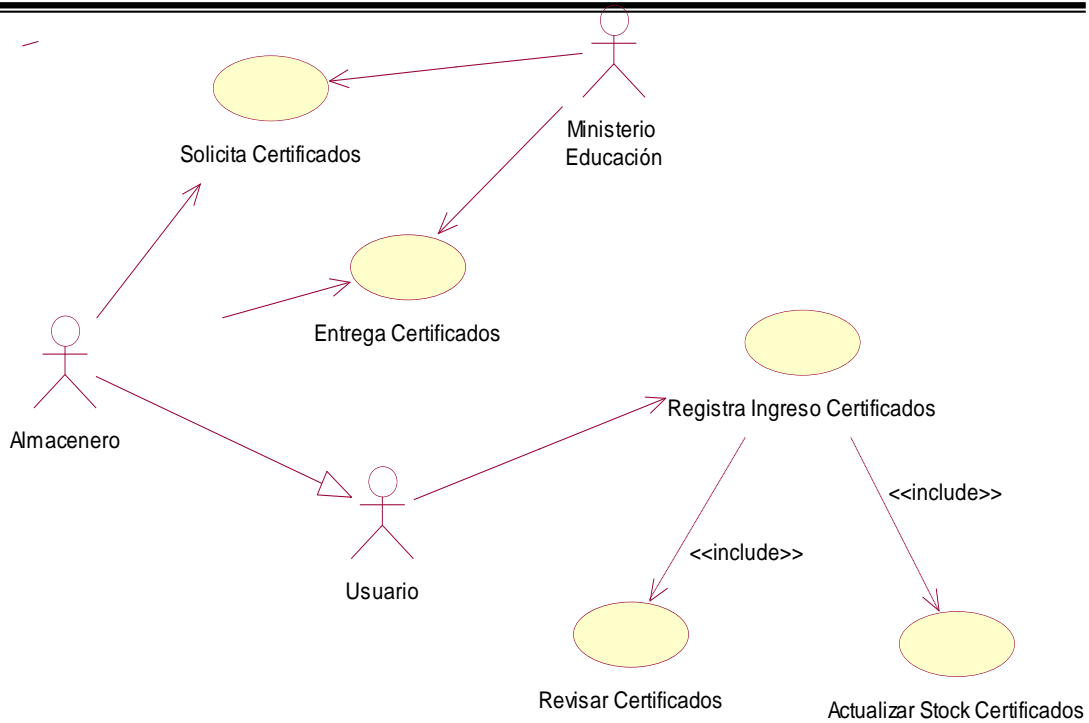 Ministerio
Educación
Solicita Certificados
Entrega Certificados
Registra Ingreso Certificados
Almacenero
<<include>>
<<include>>
Usuario
Revisar Certificados
Actualizar Stock Certificados